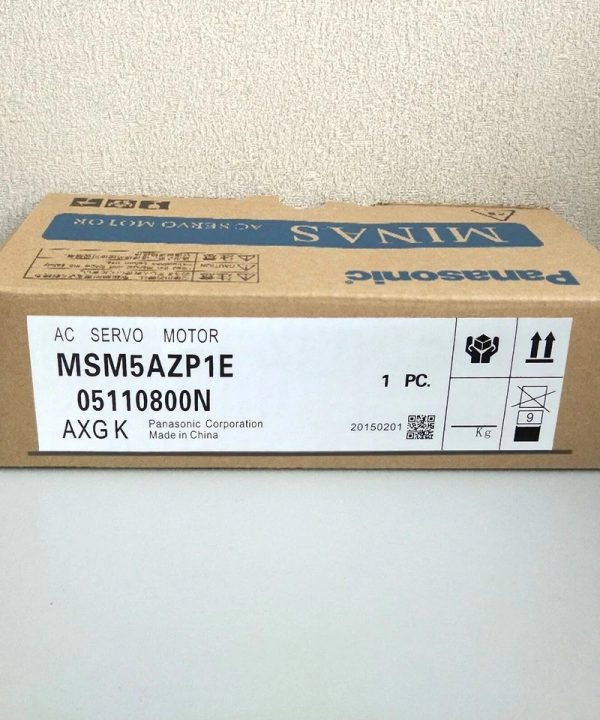 Panasonic
MINAS
AC SERVO MOTOR
AC SERVO MOTOR
MSM5AZP1E
05110800N
1 PC.
AXGK
Panasonic Corporation
Made in China
20150201
Kg
9